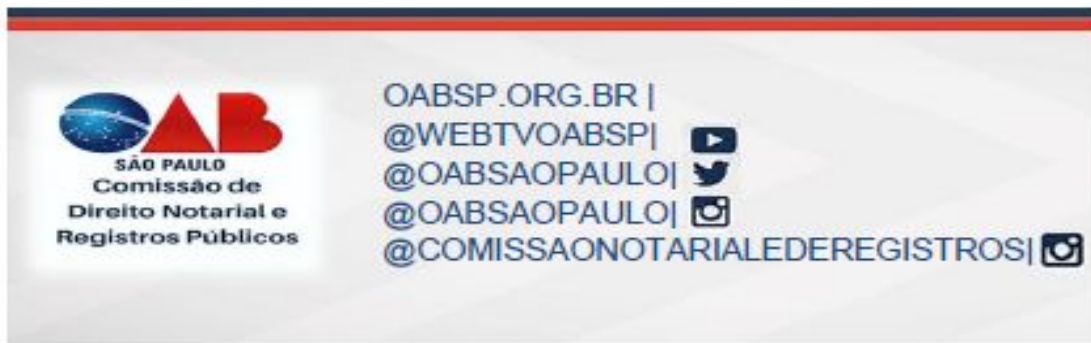 OAB
SÃO PAULO
Comissão de
Direito Notarial e
Registros Públicos
OABSP.ORG.BR |
@WEBTVOABSP|
@OABSAOPAULO|
@OABSAOPAULO|
@COMISSAONOTARIALEDEREGISTROS|